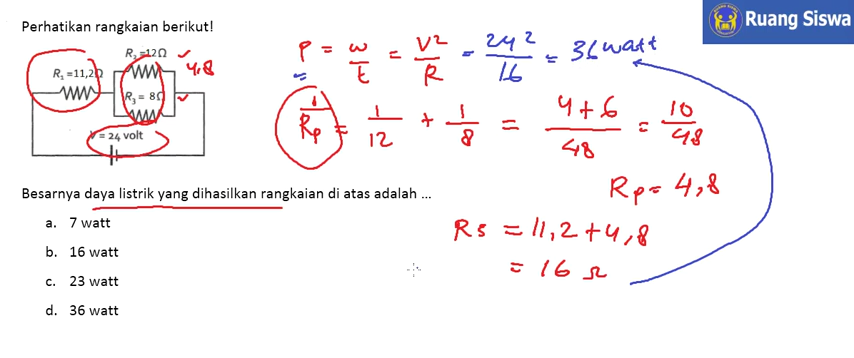 Ruang Siswa
Perhatikan rangkaian berikut!
R₂ =12Ω
4,8
R₁ =11,2Ω
R₃ = 8Ω
V = 24 volt
P = w/t = V²/R = 24²/16 = 36 watt
1/Rp = 1/12 + 1/8 = 4+6/48 = 10/48
Rp = 4,8
Besarnya daya listrik yang dihasilkan rangkaian di atas adalah ...
Rs = 11,2 + 4,8
= 16 Ω
a. 7 watt
b. 16 watt
c. 23 watt
d. 36 watt